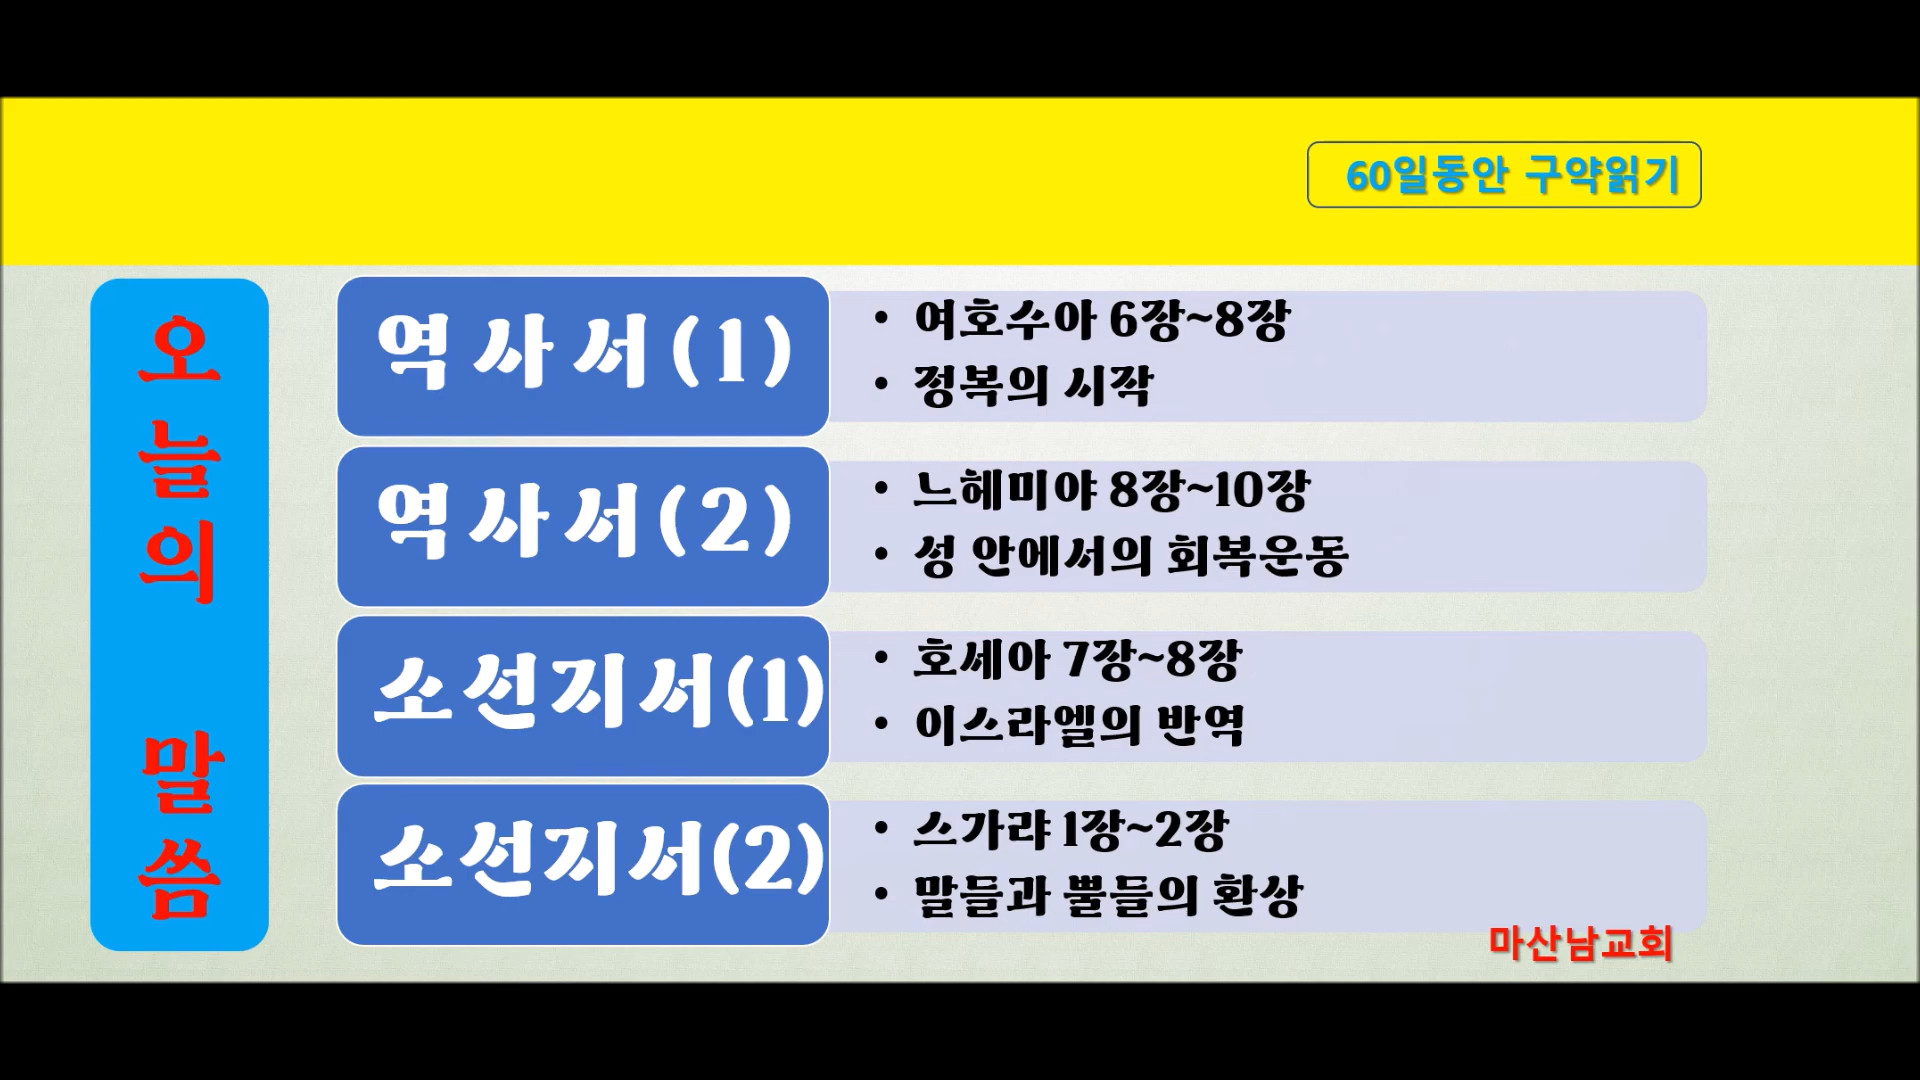 60일동안 구약읽기
오늘의 말씀
역사서(1)
• 여호수아 6장~8장
• 정복의 시작
역사서(2)
• 느헤미야 8장~10장
• 성 안에서의 회복운동
소선지서(1)
• 호세아 7장~8장
• 이스라엘의 반역
소선지서(2)
• 스가랴 1장~2장
• 말들과 뿔들의 환상
마산남교회